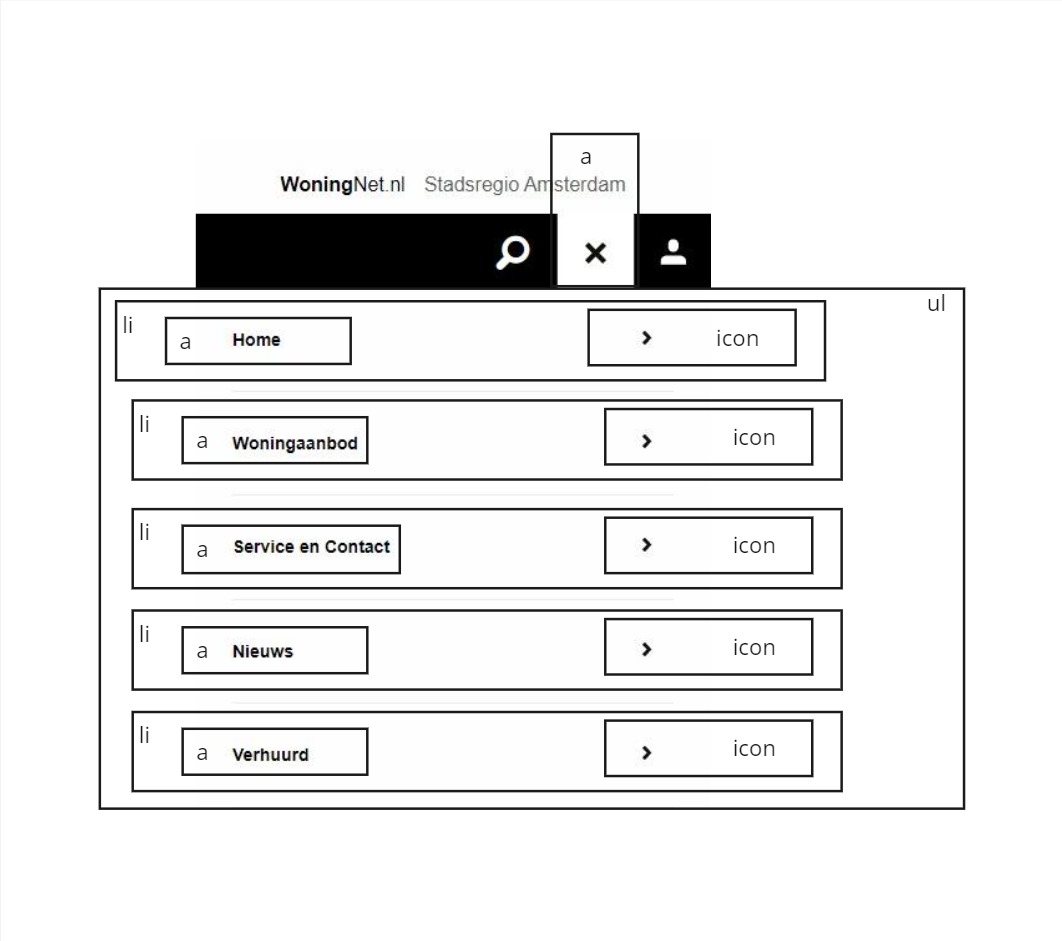 a
WoningNet.nl Stadsregio Amsterdam
ul
li
a Home icon
li
a Woningaanbod icon
li
a Service en Contact icon
li
a Nieuws icon
li
a Verhuurd icon